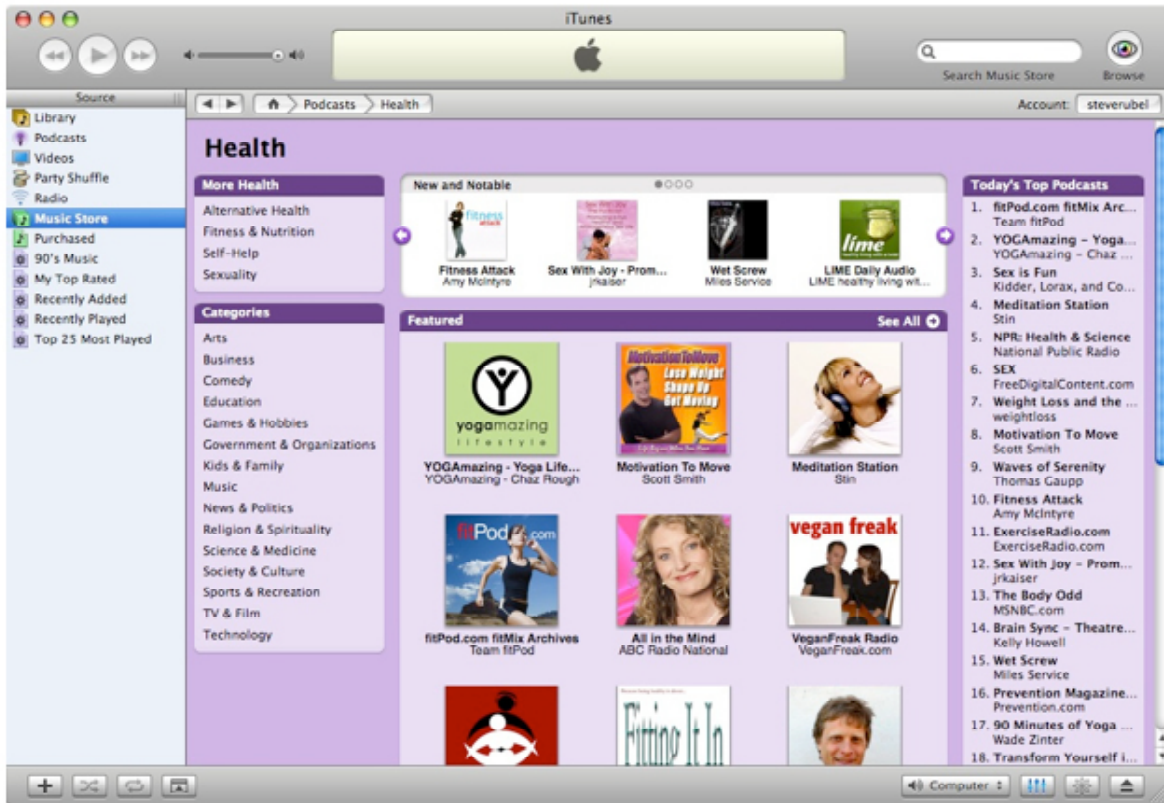 iTunes
Search Music Store
Browse
Source
Library
Podcasts
Videos
Party Shuffle
Radio
Music Store
Purchased
90's Music
My Top Rated
Recently Added
Recently Played
Top 25 Most Played
Podcasts
Health
Account:
steverubel
Health
More Health
Alternative Health
Fitness & Nutrition
Self-Help
Sexuality
Categories
Arts
Business
Comedy
Education
Games & Hobbies
Government & Organizations
Kids & Family
Music
News & Politics
Religion & Spirituality
Science & Medicine
Society & Culture
Sports & Recreation
TV & Film
Technology
New and Notable
fitness
attack
Fitness Attack
Amy McIntyre
Sex With Joy - Prom...
jrkaiser
Wet Screw
Miles Service
lime
LIME Daily Audio
LIME healthy living wit...
Featured
See All
yogamazing
lifestyle
YOGAmazing - Yoga Life...
YOGAmazing - Chaz Rough
MotivationToMove
Lose Weight
Shape Up
Get Moving
Motivation To Move
Scott Smith
Meditation Station
Stin
fitPod.com
fitPod.com fitMix Archives
Team fitPod
All in the Mind
ABC Radio National
vegan freak
VeganFreak Radio
VeganFreak.com
Fitting It In
Today's Top Podcasts
1. fitPod.com fitMix Arc...
Team fitPod
2. YOGAmazing - Yoga...
YOGAmazing - Chaz ...
3. Sex is Fun
Kidder, Lorax, and Co...
4. Meditation Station
Stin
5. NPR: Health & Science
National Public Radio
6. SEX
FreeDigitalContent.com
7. Weight Loss and the ...
weightloss
8. Motivation To Move
Scott Smith
9. Waves of Serenity
Thomas Gaupp
10. Fitness Attack
Amy McIntyre
11. ExerciseRadio.com
ExerciseRadio.com
12. Sex With Joy - Prom...
jrkaiser
13. The Body Odd
MSNBC.com
14. Brain Sync - Theatre...
Kelly Howell
15. Wet Screw
Miles Service
16. Prevention Magazine...
Prevention.com
17. 90 Minutes of Yoga ...
Wade Zinter
18. Transform Yourself i...
Computer